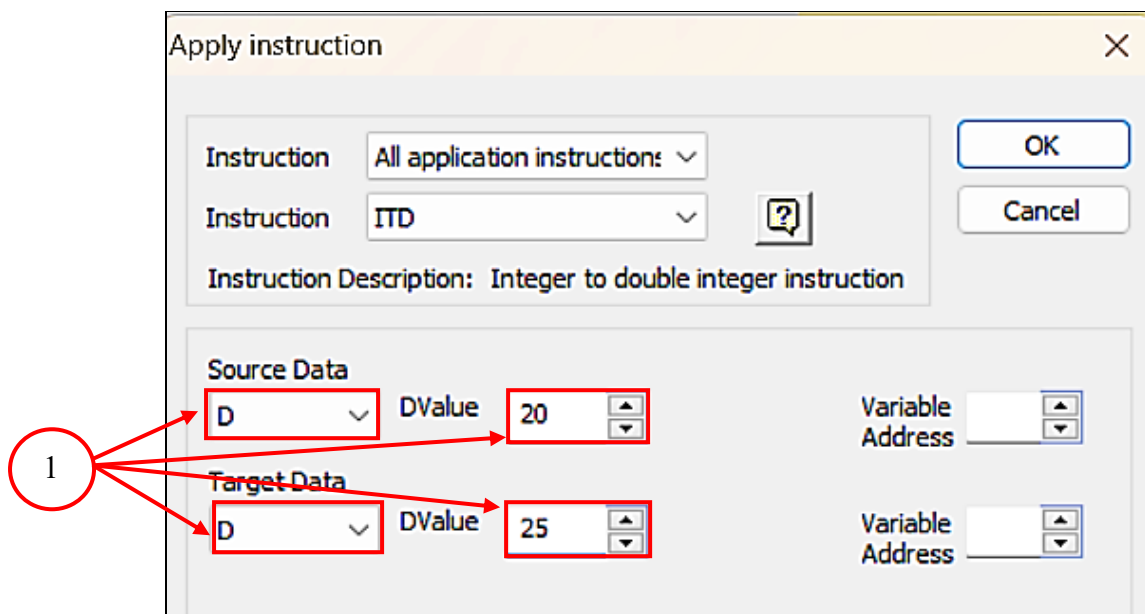 Apply instruction
Instruction All application instructions OK
Instruction ITD Cancel
Instruction Description: Integer to double integer instruction
Source Data
D DValue 20 Variable Address
1
Target Data
D DValue 25 Variable Address